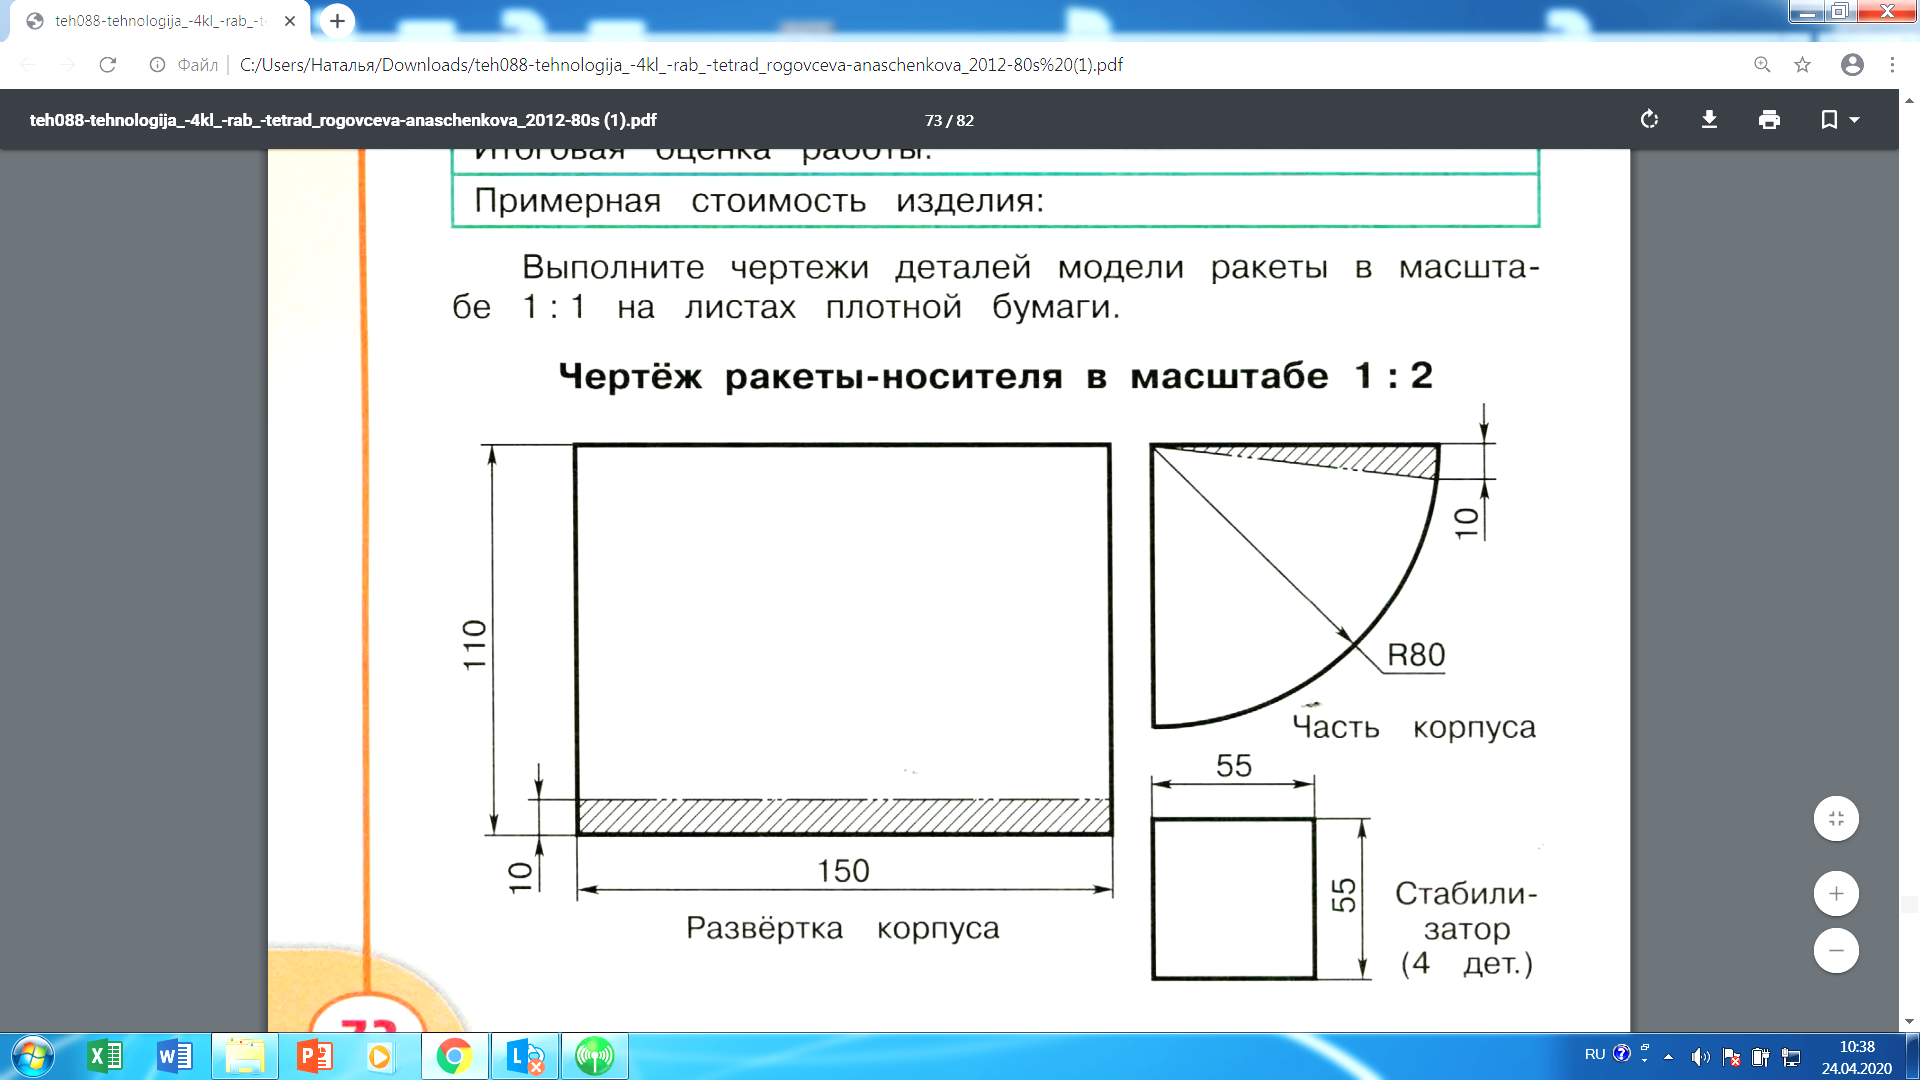 teh088-tehnologija_-4kl_-rab_-te
Файл
C:/Users/Наталья/Downloads/teh088-tehnologija_-4kl_-rab_-tetrad_rogovceva-anaschenkova_2012-80s%20(1).pdf
teh088-tehnologija_-4kl_-rab_-tetrad_rogovceva-anaschenkova_2012-80s (1).pdf
73 / 82
Итоговая оценка работы:
Примерная стоимость изделия:
Выполните чертежи деталей модели ракеты в масшта-
бе 1 : 1 на листах плотной бумаги.
Чертёж ракеты-носителя в масштабе 1 : 2
110
10
150
Развёртка корпуса
10
R80
Часть корпуса
55
55
Стабили-
затор
(4 дет.)
73
RU
10:38
24.04.2020